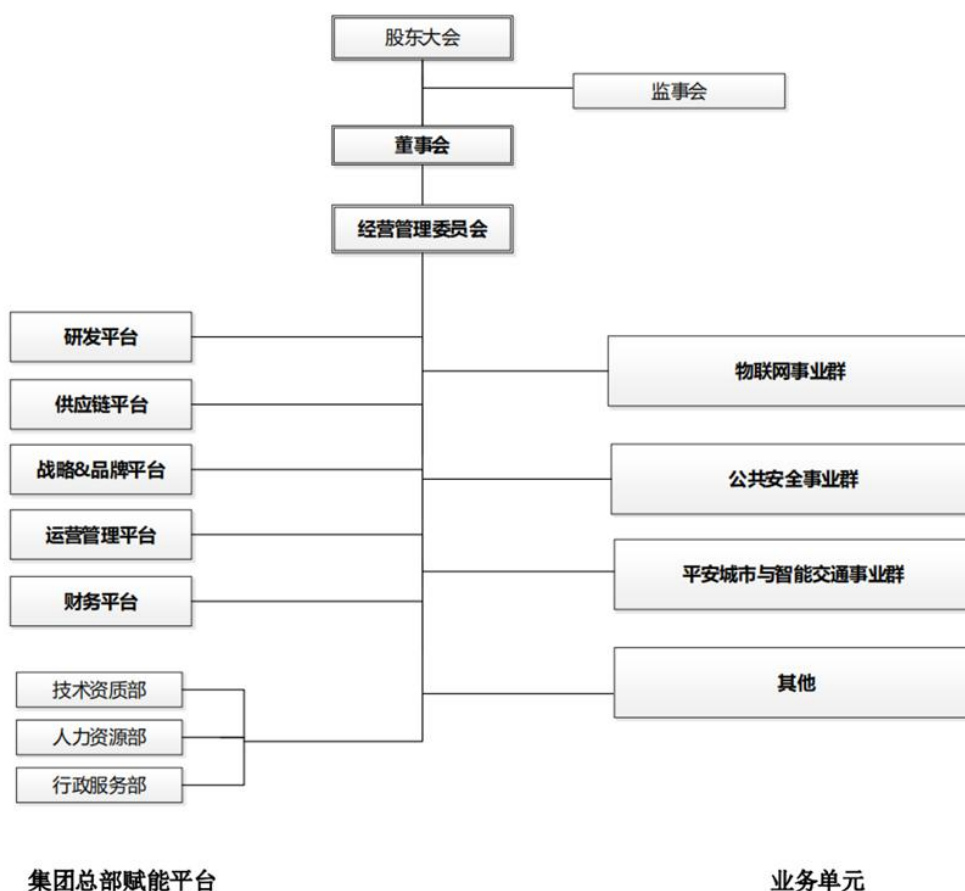 股东大会
监事会
董事会
经营管理委员会
研发平台
供应链平台
战略&品牌平台
运营管理平台
财务平台
技术资质部
人力资源部
行政服务部
物联网事业群
公共安全事业群
平安城市与智能交通事业群
其他
集团总部赋能平台
业务单元